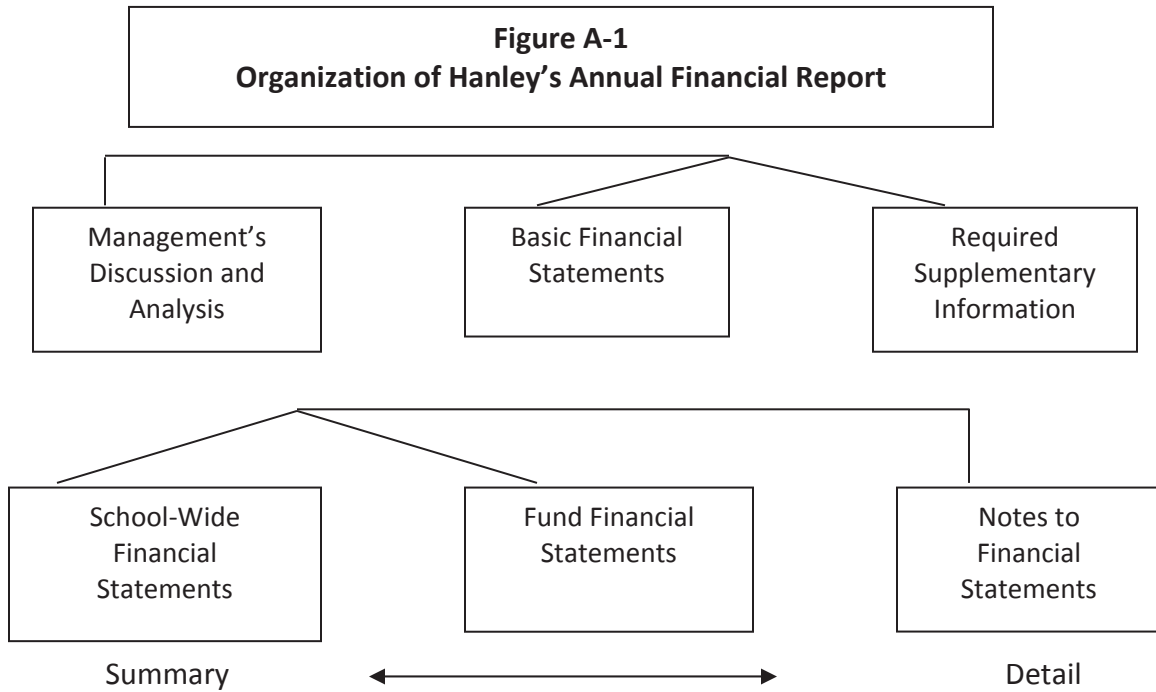 Figure A-1
Organization of Hanley’s Annual Financial Report
Management’s
Discussion and
Analysis
Basic Financial
Statements
Required
Supplementary
Information
School-Wide
Financial
Statements
Fund Financial
Statements
Notes to
Financial
Statements
Summary
Detail